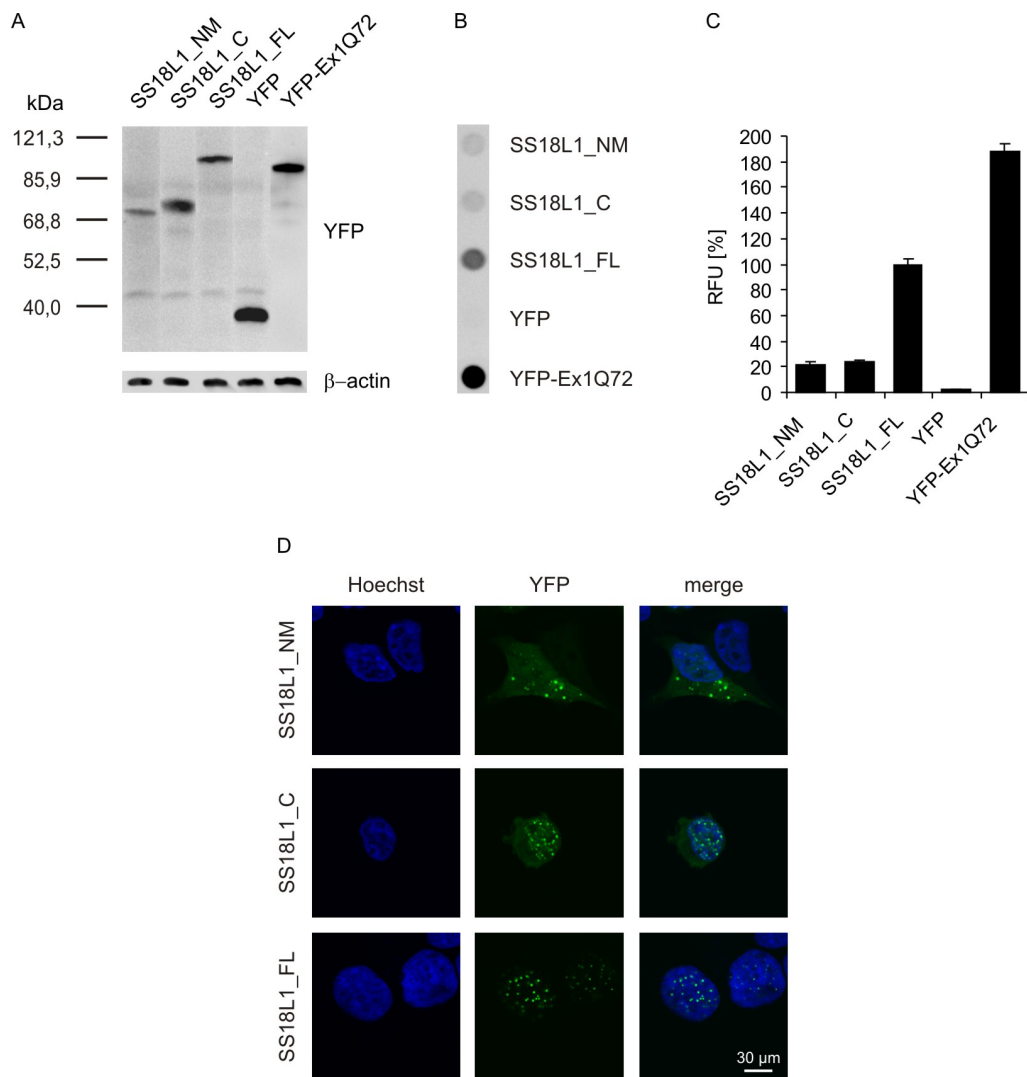 A
SS18L1_NM
SS18L1_C
SS18L1_FL
YFP
YFP-Ex1Q72
kDa
121,3
85,9
68,8
52,5
40,0
YFP
β–actin
B
SS18L1_NM
SS18L1_C
SS18L1_FL
YFP
YFP-Ex1Q72
C
RFU [%]
200
180
160
140
120
100
80
60
40
20
0
SS18L1_NM
SS18L1_C
SS18L1_FL
YFP
YFP-Ex1Q72
D
Hoechst
YFP
merge
SS18L1_NM
SS18L1_C
SS18L1_FL
30 µm